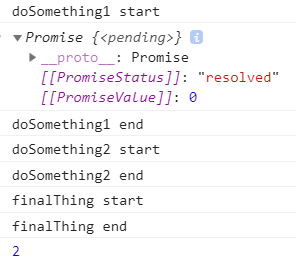 doSomething1 start
Promise {<pending>} i
__proto__: Promise
[[PromiseStatus]]: "resolved"
[[PromiseValue]]: 0
doSomething1 end
doSomething2 start
doSomething2 end
finalThing start
finalThing end
2